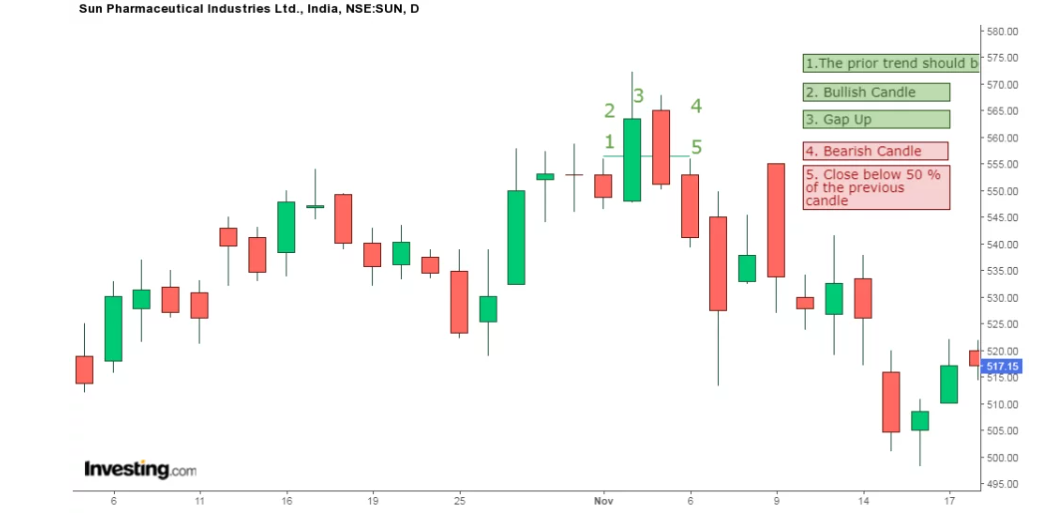 Sun Pharmaceutical Industries Ltd., India, NSE:SUN, D
580.00
575.00
1.The prior trend should b
570.00
2. Bullish Candle
3
2
4
565.00
3. Gap Up
560.00
1
5
4. Bearish Candle
555.00
5. Close below 50 %
of the previous
candle
550.00
545.00
540.00
535.00
530.00
525.00
520.00
517.15
515.00
510.00
505.00
500.00
495.00
Investing.com
6 11 16 19 25 Nov 6 9 14 17